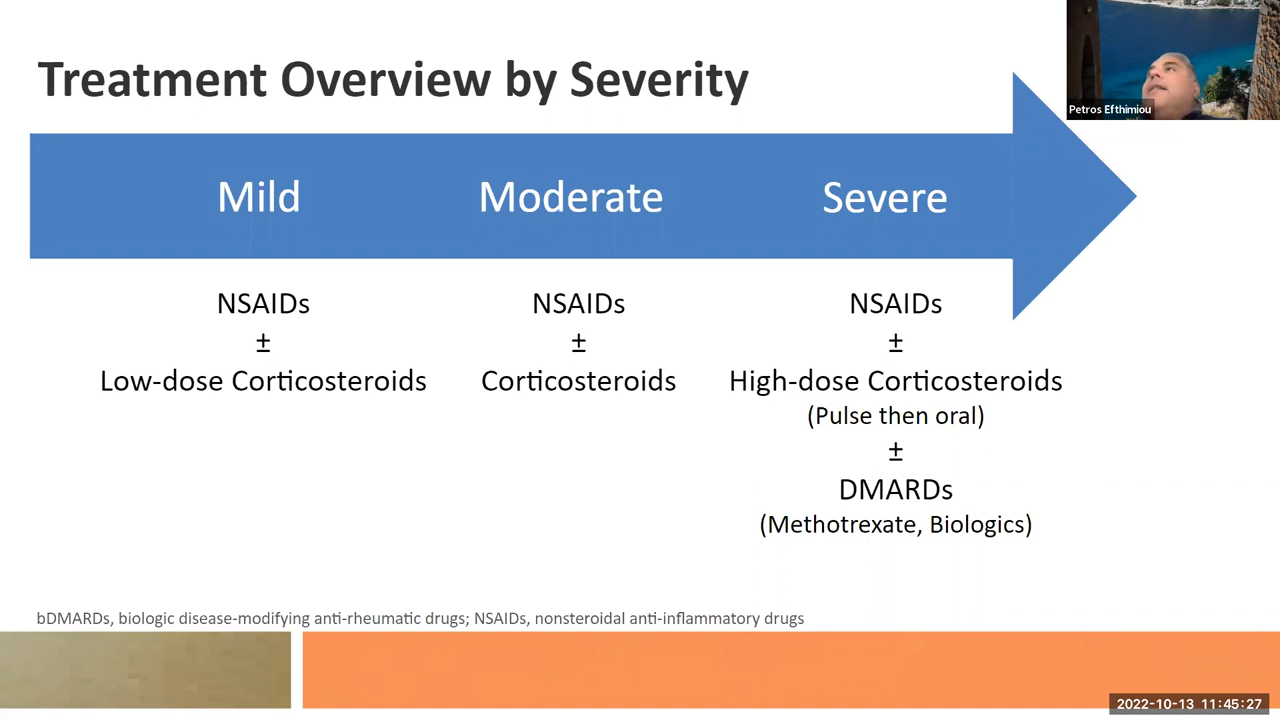 Treatment Overview by Severity
Petros Efthimiou
Mild
Moderate
Severe
NSAIDs
±
Low-dose Corticosteroids
NSAIDs
±
Corticosteroids
NSAIDs
±
High-dose Corticosteroids
(Pulse then oral)
±
DMARDs
(Methotrexate, Biologics)
bDMARDs, biologic disease-modifying anti-rheumatic drugs; NSAIDs, nonsteroidal anti-inflammatory drugs
2022-10-13 11:45:27